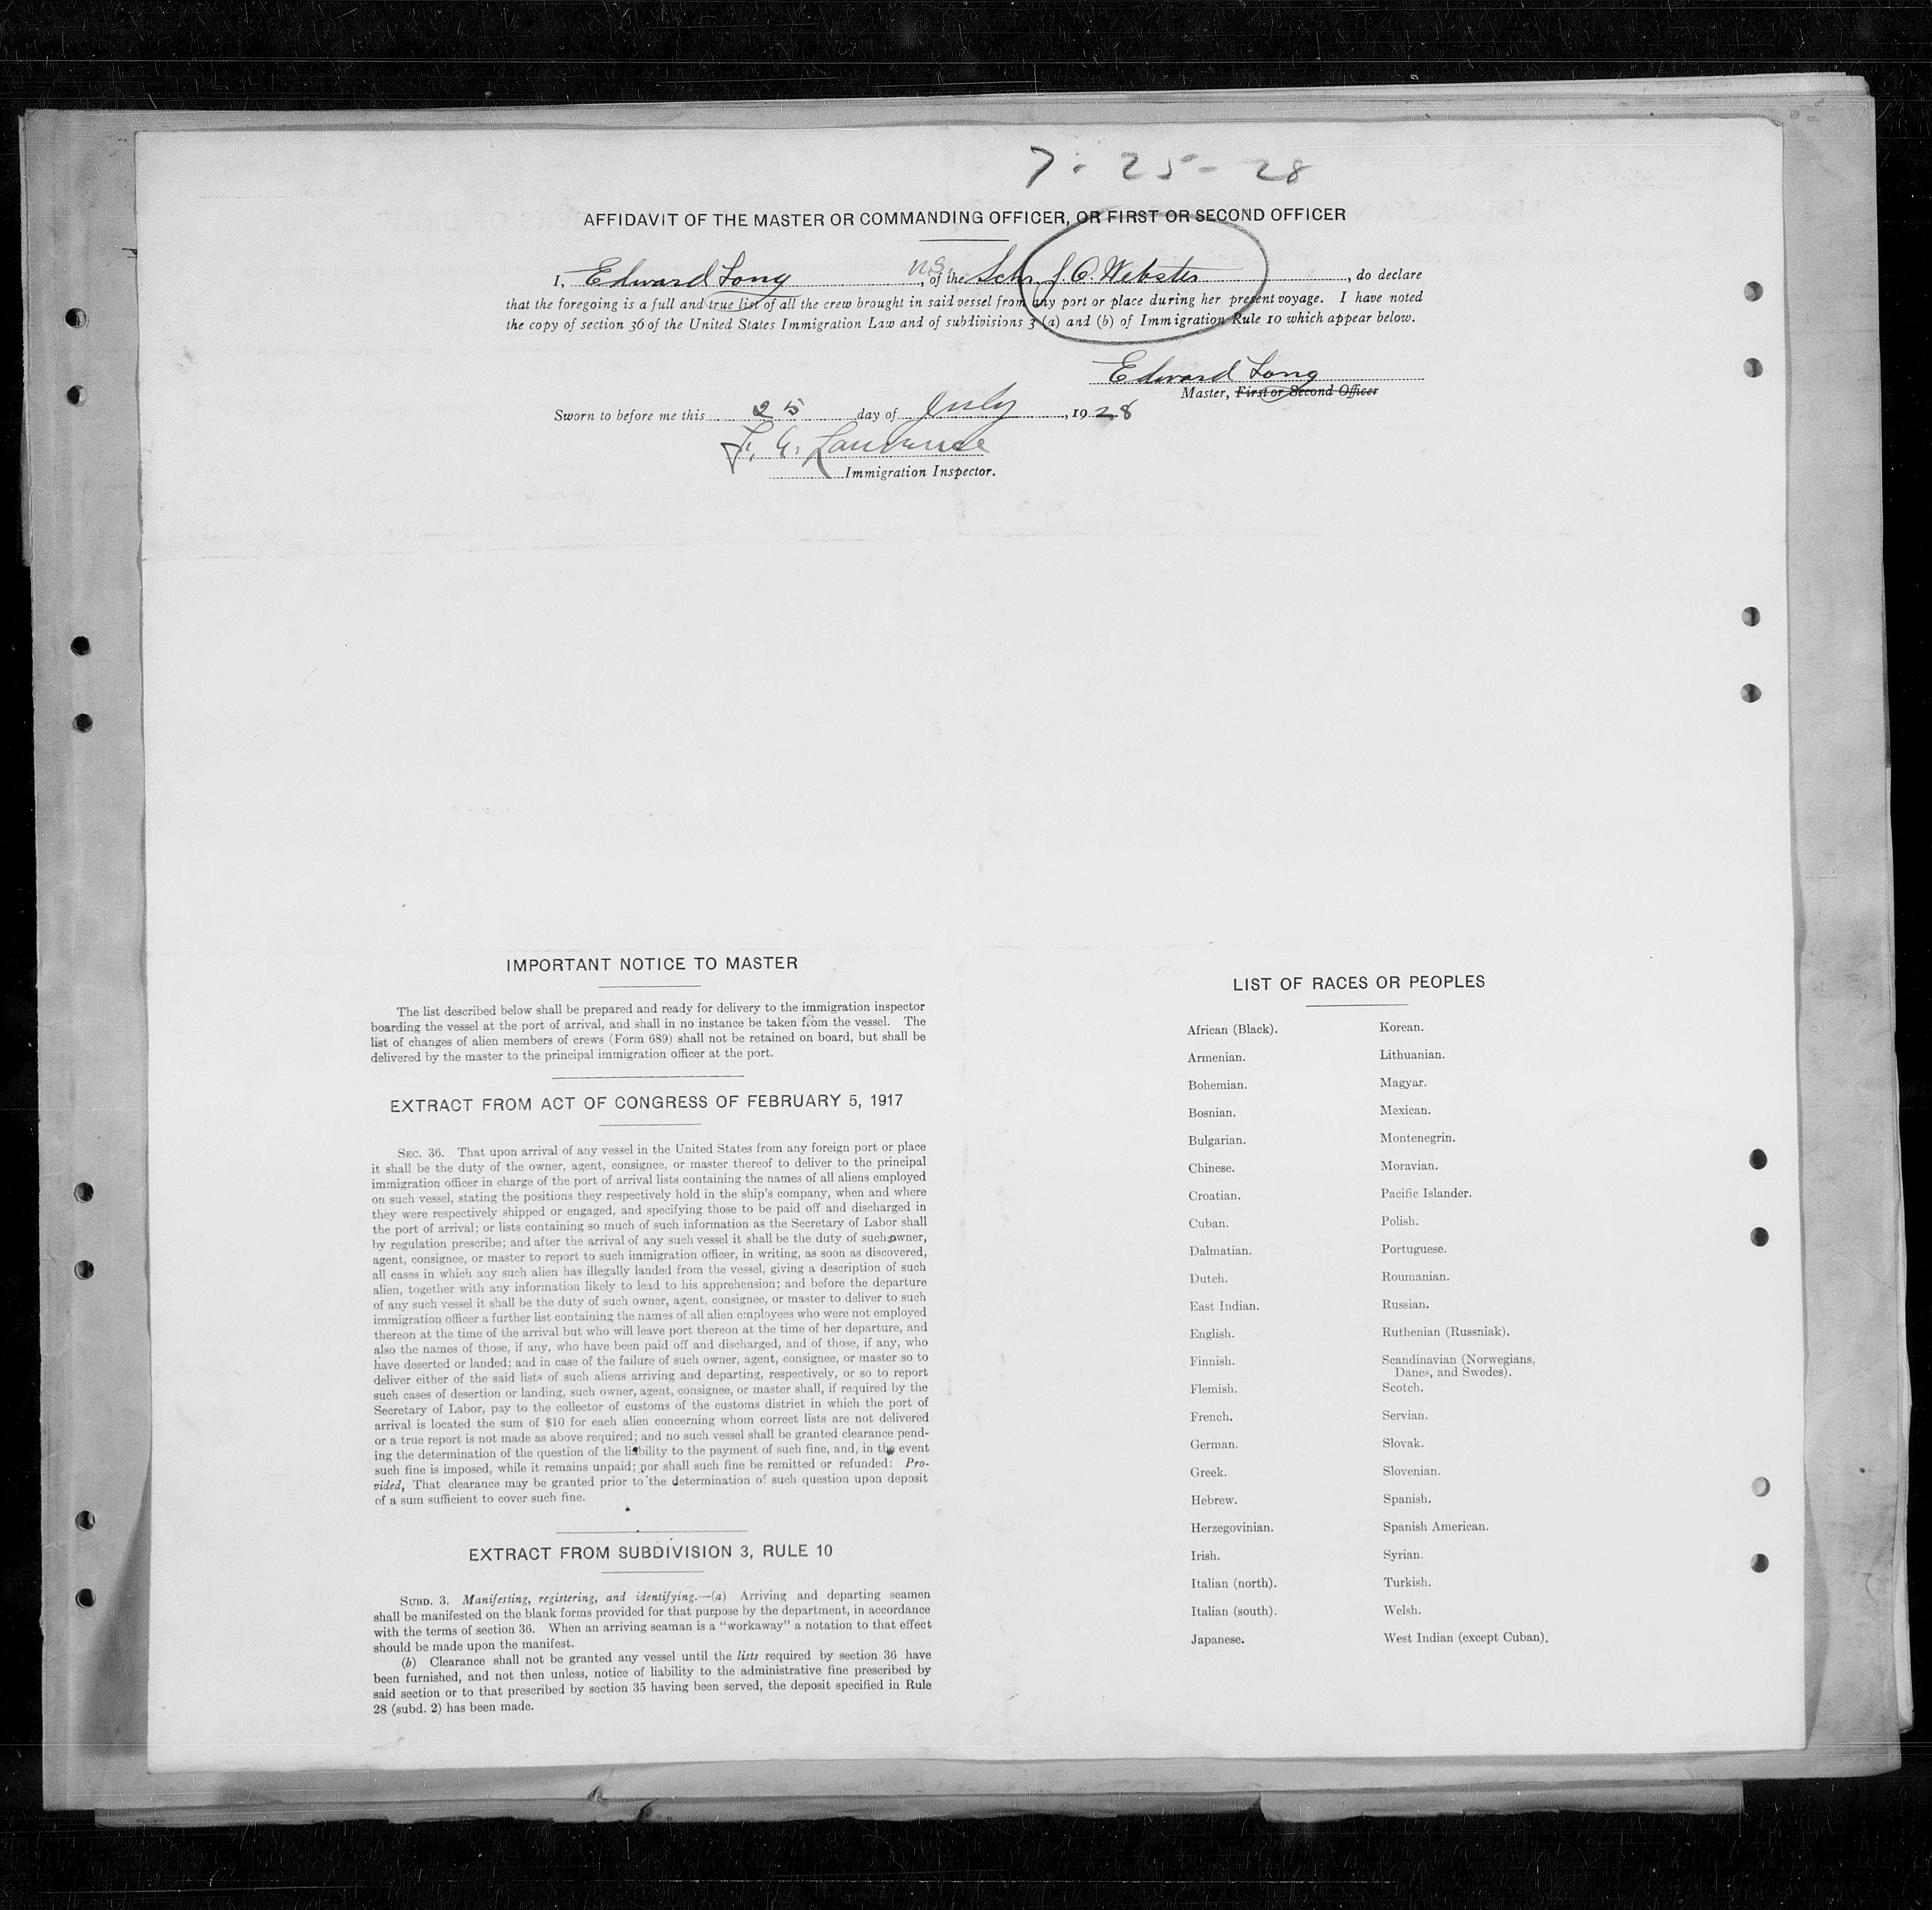 7-25-28
AFFIDAVIT OF THE MASTER OR COMMANDING OFFICER, OR FIRST OR SECOND OFFICER
I, Edward Long, of the Schr. J. O. Webster, do declare
that the foregoing is a full and true list of all the crew brought in said vessel from any port or place during her present voyage. I have noted
the copy of section 36 of the United States Immigration Law and of subdivisions 3 (a) and (b) of Immigration Rule 10 which appear below.
Edward Long
Master, First or Second Officer
Sworn to before me this 25 day of July, 1928
Immigration Inspector.
IMPORTANT NOTICE TO MASTER
The list described below shall be prepared and ready for delivery to the immigration inspector
boarding the vessel at the port of arrival, and shall in no instance be taken from the vessel. The
list of changes of alien members of crews (Form 689) shall not be retained on board, but shall be
delivered by the master to the principal immigration officer at the port.
EXTRACT FROM ACT OF CONGRESS OF FEBRUARY 5, 1917
SEC. 36. That upon arrival of any vessel in the United States from any foreign port or place
it shall be the duty of the owner, agent, consignee, or master thereof to deliver to the principal
immigration officer in charge of the port of arrival lists containing the names of all aliens employed
on such vessel, stating the positions they respectively hold in the ship's company, when and where
they were respectively shipped or engaged, and specifying those to be paid off and discharged in
the port of arrival; or lists containing so much of such information as the Secretary of Labor shall
by regulation prescribe; and after the arrival of any such vessel it shall be the duty of such owner,
agent, consignee, or master to report to such immigration officer, in writing, as soon as discovered,
all cases in which any such alien has illegally landed from the vessel, giving a description of such
alien, together with any information likely to lead to his apprehension; and before the departure
of any such vessel it shall be the duty of such owner, agent, consignee, or master to deliver to such
immigration officer a further list containing the names of all alien employees who were not employed
thereon at the time of the arrival but who will leave port thereon at the time of her departure, and
also the names of those, if any, who have been paid off and discharged, and of those, if any, who
have deserted or landed; and in case of the failure of such owner, agent, consignee, or master so to
deliver either of the said lists of such aliens arriving and departing, respectively, or so to report
such cases of desertion or landing, such owner, agent, consignee, or master shall, if required by the
Secretary of Labor, pay to the collector of customs of the customs district in which the port of
arrival is located the sum of $10 for each alien concerning whom correct lists are not delivered
or a true report is not made as above required; and no such vessel shall be granted clearance pend-
ing the determination of the question of the liability to the payment of such fine, and, in the event
such fine is imposed, while it remains unpaid; nor shall such fine be remitted or refunded: Pro-
vided, That clearance may be granted prior to the determination of such question upon deposit
of a sum sufficient to cover such fine.
EXTRACT FROM SUBDIVISION 3, RULE 10
SUBD. 3. Manifesting, registering, and identifying.—(a) Arriving and departing seamen
shall be manifested on the blank forms provided for that purpose by the department, in accordance
with the terms of section 36. When an arriving seaman is a "workaway" a notation to that effect
should be made upon the manifest.
(b) Clearance shall not be granted any vessel until the lists required by section 36 have
been furnished, and not then unless, notice of liability to the administrative fine prescribed by
said section or to that prescribed by section 35 having been served, the deposit specified in Rule
28 (subd. 2) has been made.
LIST OF RACES OR PEOPLES
African (Black).
Armenian.
Bohemian.
Bosnian.
Bulgarian.
Chinese.
Croatian.
Cuban.
Dalmatian.
Dutch.
East Indian.
English.
Finnish.
Flemish.
French.
German.
Greek.
Hebrew.
Herzegovinian.
Irish.
Italian (north).
Italian (south).
Japanese.
Korean.
Lithuanian.
Magyar.
Mexican.
Montenegrin.
Moravian.
Pacific Islander.
Polish.
Portuguese.
Roumanian.
Russian.
Ruthenian (Russniak).
Scandinavian (Norwegians,
Danes, and Swedes).
Scotch.
Servian.
Slovak.
Slovenian.
Spanish.
Spanish American.
Syrian.
Turkish.
Welsh.
West Indian (except Cuban).